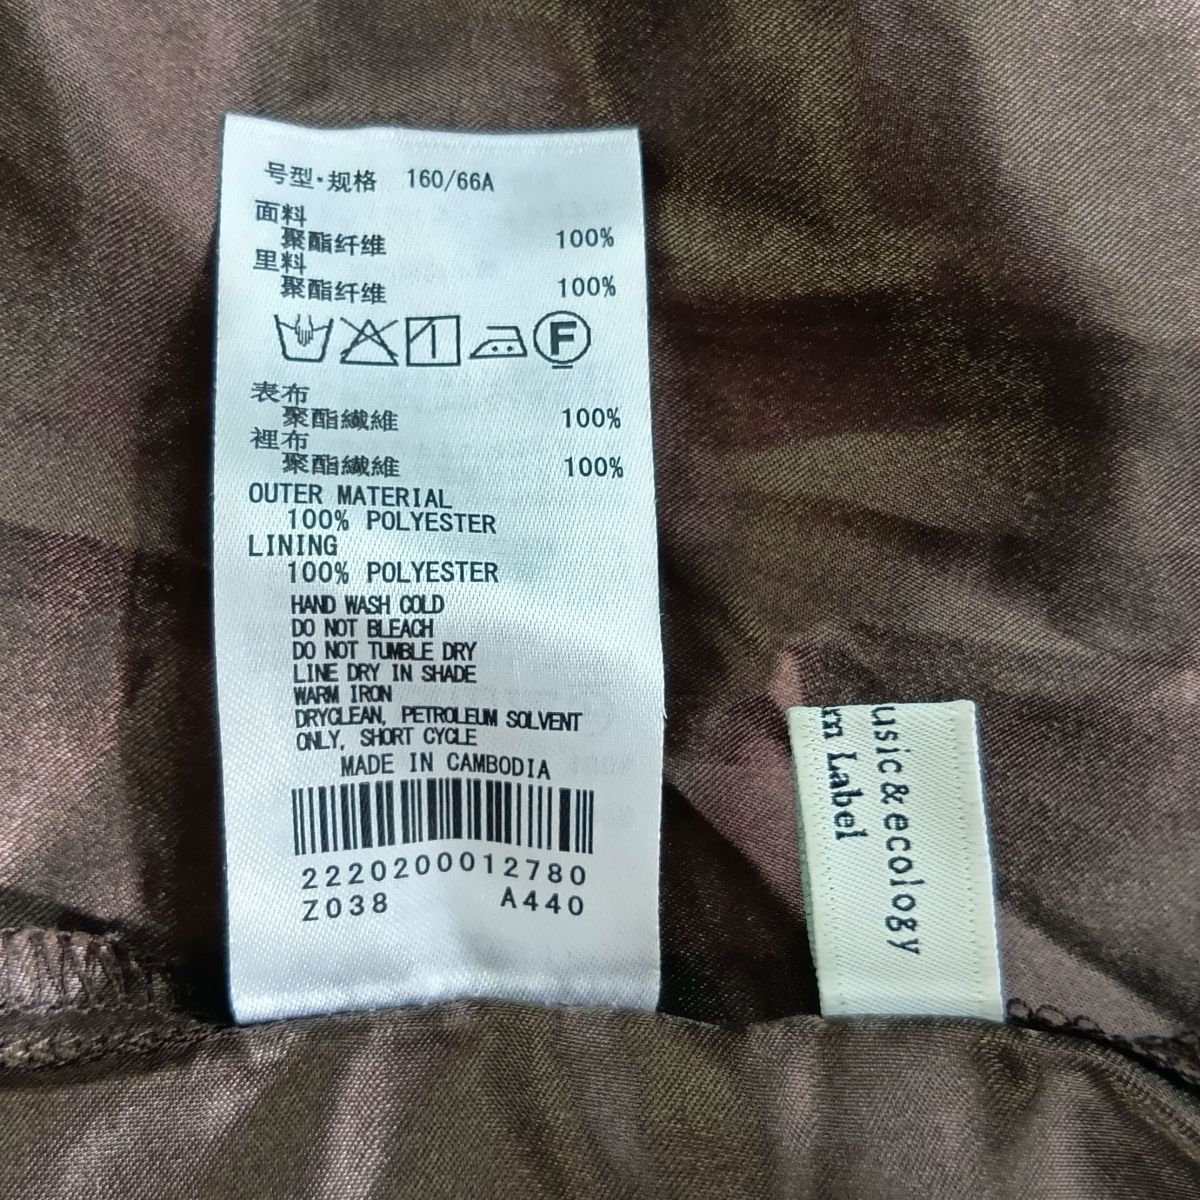 号型·规格 160/66A
面料
聚酯纤维 100%
里料
聚酯纤维 100%
F
表布
聚酯纖維 100%
裡布
聚酯纖維 100%
OUTER MATERIAL
100% POLYESTER
LINING
100% POLYESTER
HAND WASH COLD
DO NOT BLEACH
DO NOT TUMBLE DRY
LINE DRY IN SHADE
WARM IRON
DRYCLEAN, PETROLEUM SOLVENT
ONLY, SHORT CYCLE
MADE IN CAMBODIA
2220200012780
Z038 A440
usic&ecology
Label